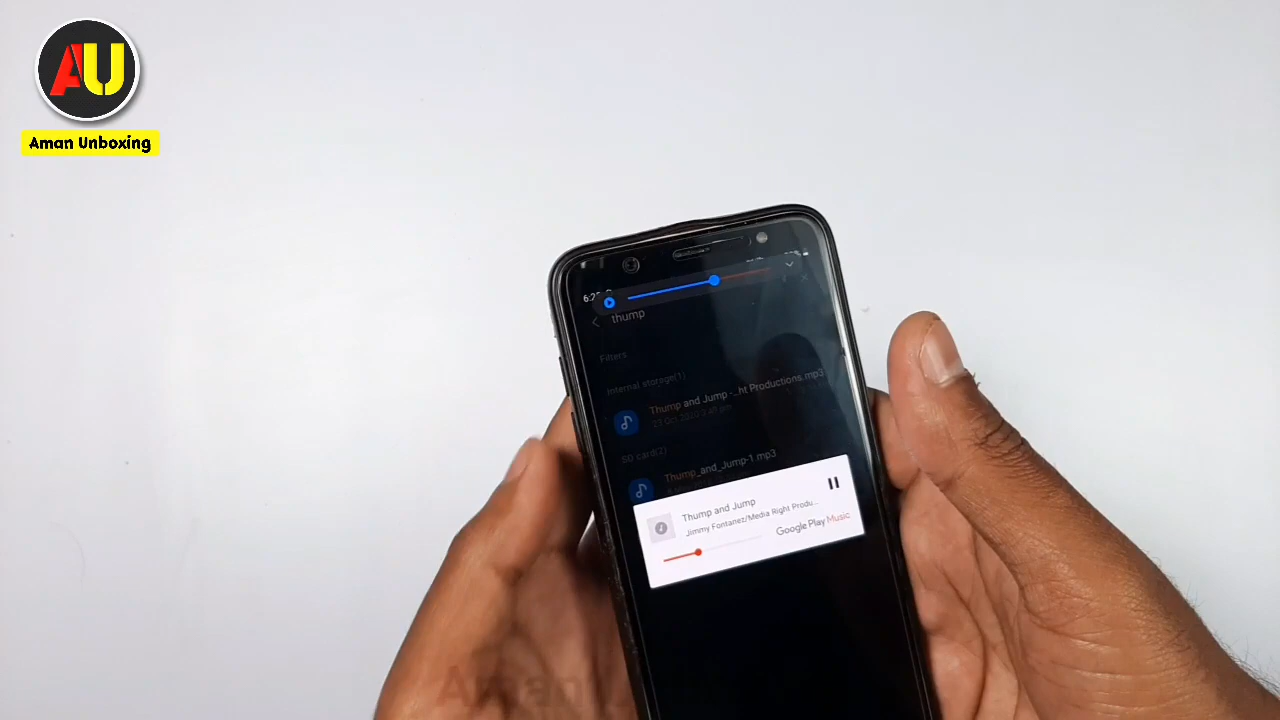 AU
Aman Unboxing
thump
Filters
Internal storage(1)
Thump and Jump -_ht Productions.mp3
Sd card(2)
Thump_and_Jump-1.mp3
Thump and Jump
Jimmy Fontanez/Media Right Produ...
Google Play Music
Aman